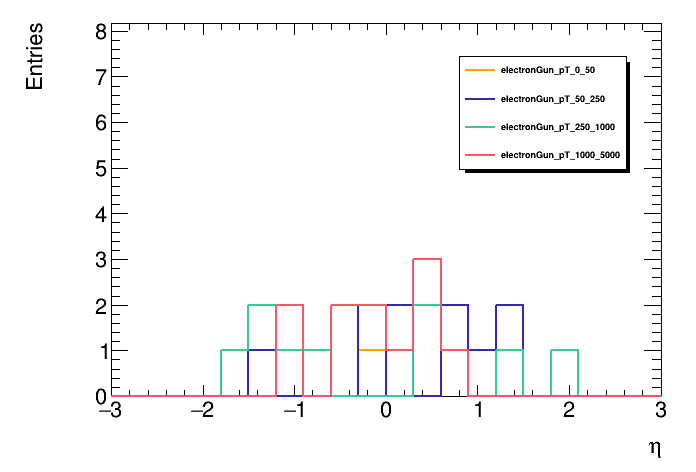 Entries
8
7
6
5
4
3
2
1
0
electronGun_pT_0_50
electronGun_pT_50_250
electronGun_pT_250_1000
electronGun_pT_1000_5000
−3 −2 −1 0 1 2 3
η